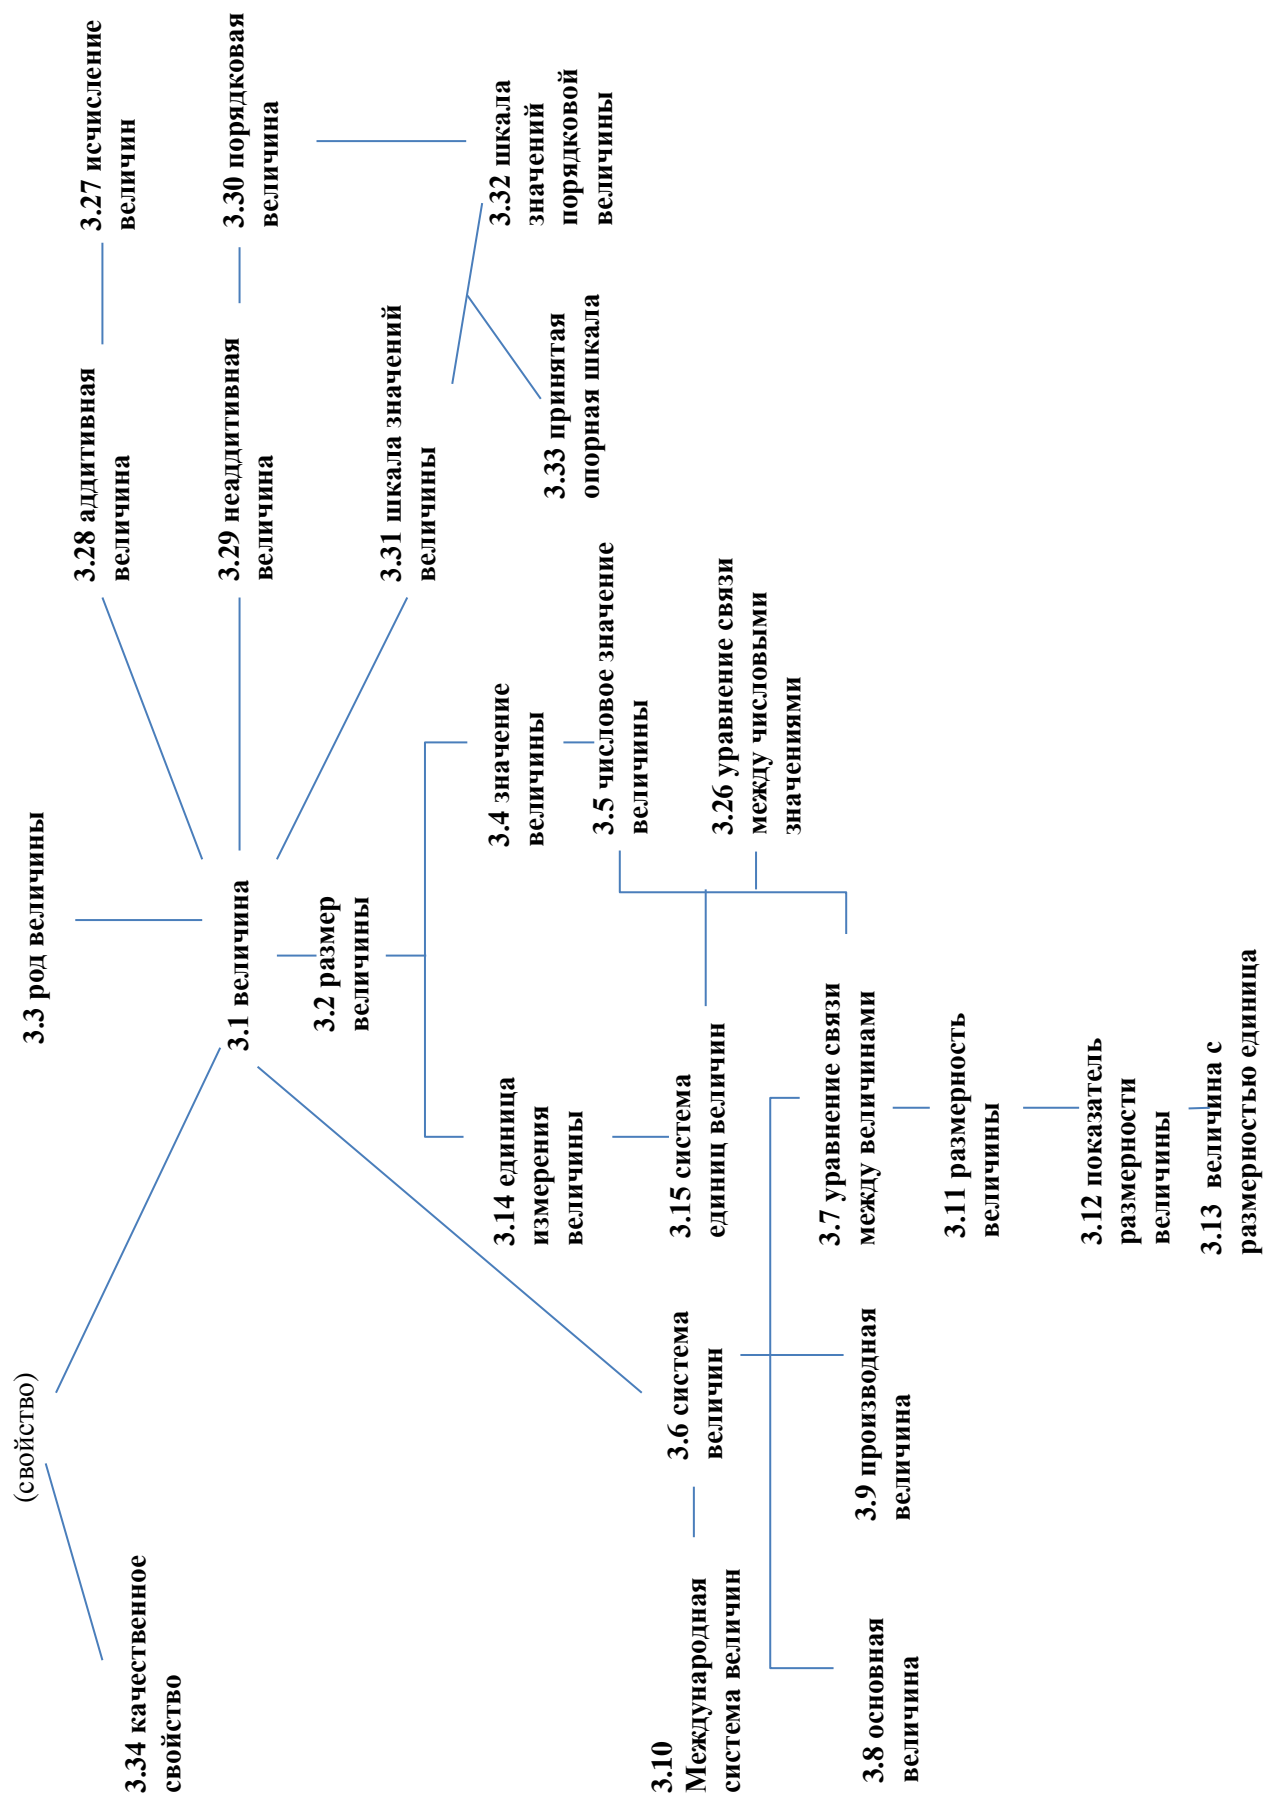 (свойство)
3.3 род величины
3.34 качественное
свойство
3.28 аддитивная
величина
3.27 исчисление
величин
3.1 величина
3.29 неаддитивная
величина
3.30 порядковая
величина
3.2 размер
величины
3.31 шкала значений
величины
3.14 единица
измерения
величины
3.4 значение
величины
3.33 принятая
опорная шкала
3.32 шкала
значений
порядковой
величины
3.5 числовое значение
величины
3.10
Международная
система величин
3.6 система
величин
3.15 система
единиц величин
3.26 уравнение связи
между числовыми
значениями
3.8 основная
величина
3.9 производная
величина
3.7 уравнение связи
между величинами
3.11 размерность
величины
3.12 показатель
размерности
величины
3.13 величина с
размерностью единица